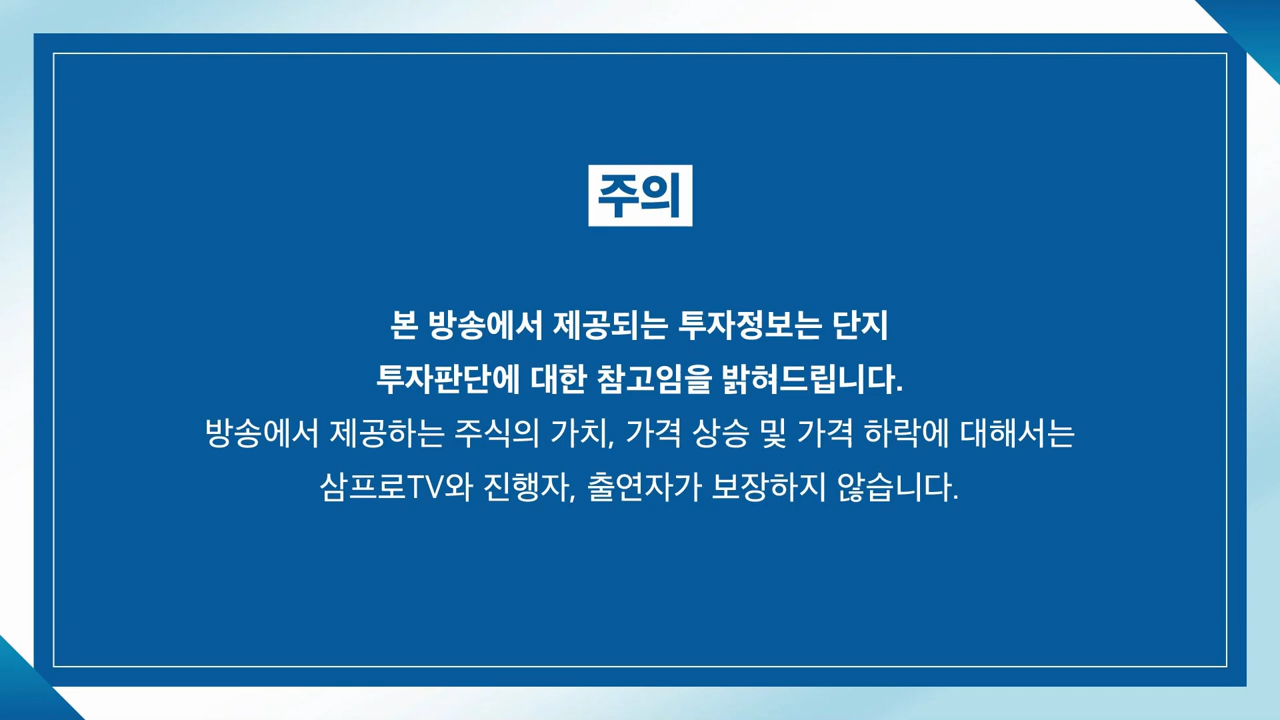 주의
본 방송에서 제공되는 투자정보는 단지
투자판단에 대한 참고임을 밝혀드립니다.
방송에서 제공하는 주식의 가치, 가격 상승 및 가격 하락에 대해서는
삼프로TV와 진행자, 출연자가 보장하지 않습니다.